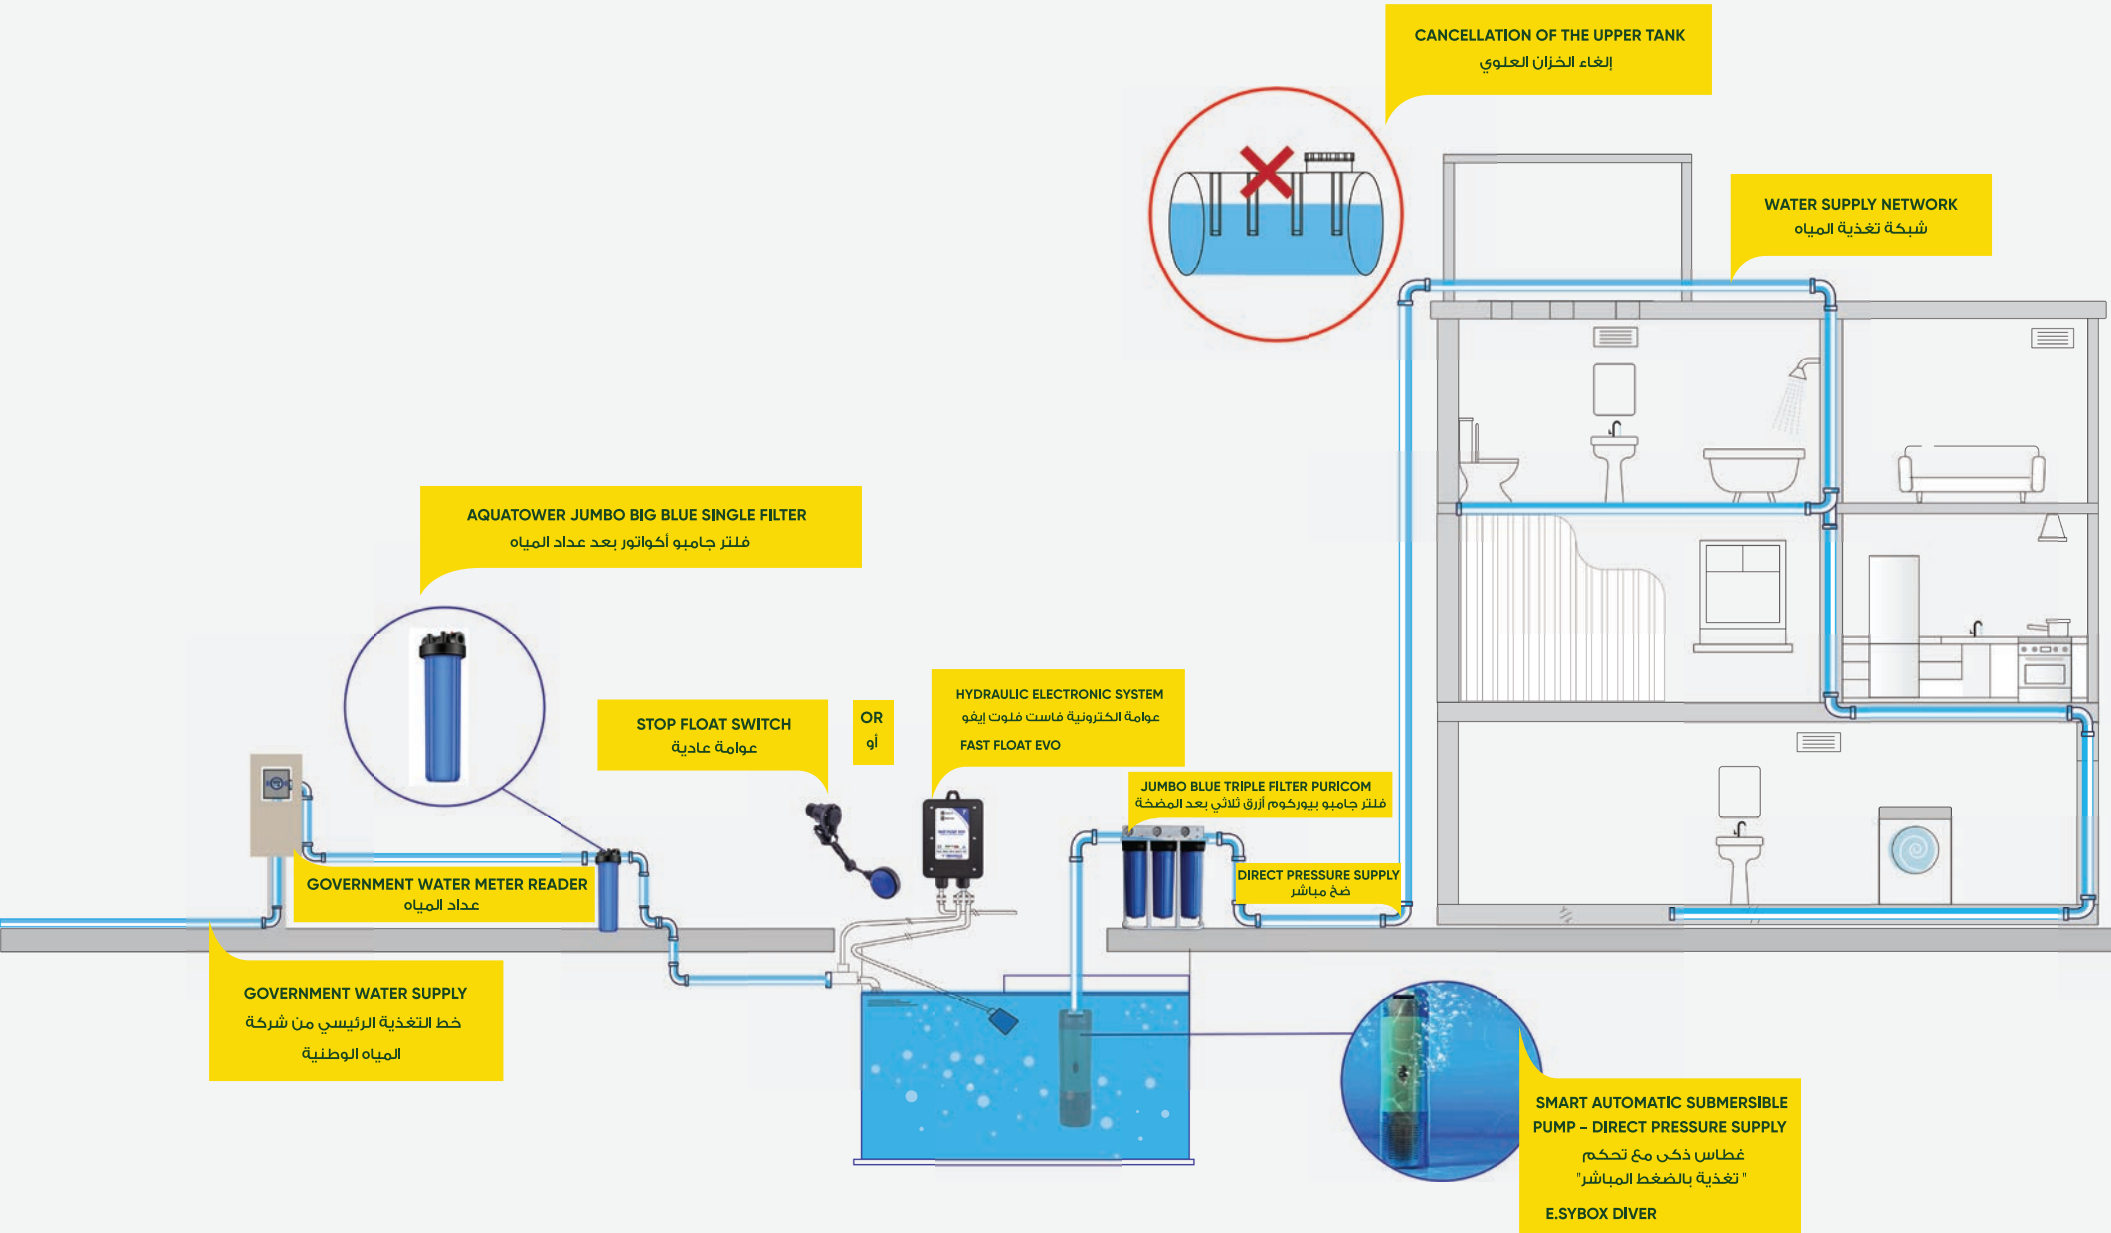 CANCELLATION OF THE UPPER TANK
إلغاء الخزان العلوي
WATER SUPPLY NETWORK
شبكة تغذية المياه
AQUATOWER JUMBO BIG BLUE SINGLE FILTER
فلتر جامبو أكواتور بعد عداد المياه
STOP FLOAT SWITCH
عوامة عادية
OR
أو
HYDRAULIC ELECTRONIC SYSTEM
عوامة الكترونية فاست فلوت إيفو
FAST FLOAT EVO
JUMBO BLUE TRIPLE FILTER PURICOM
فلتر جامبو بيوركوم أزرق ثلاثي بعد المضخة
DIRECT PRESSURE SUPPLY
ضخ مباشر
GOVERNMENT WATER METER READER
عداد المياه
GOVERNMENT WATER SUPPLY
خط التغذية الرئيسي من شركة
المياه الوطنية
SMART AUTOMATIC SUBMERSIBLE
PUMP – DIRECT PRESSURE SUPPLY
غطاس ذكى مع تحكم
"تغذية بالضغط المباشر"
E.SYBOX DIVER